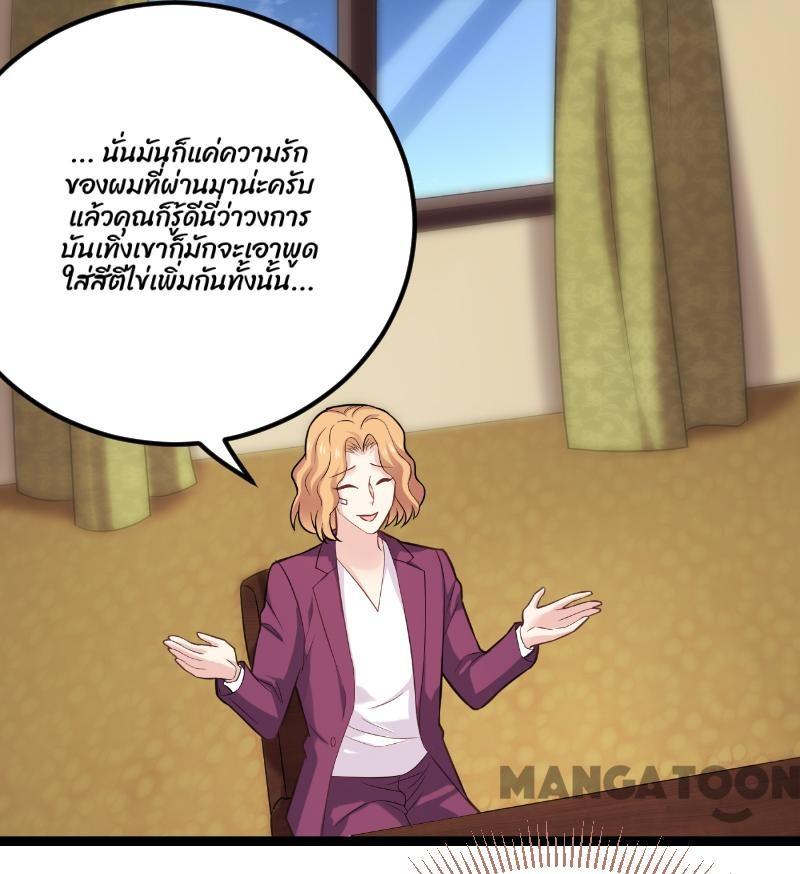 ... นั่นมันก็แค่ความรัก
ของผมที่ผ่านมาน่ะครับ
แล้วคุณก็รู้ดีนี่ว่าวงการ
บันเทิงเขาก็มักจะเอาพูด
ใส่สีตีไข่เพิ่มกันทั้งนั้น...
MANGATOON